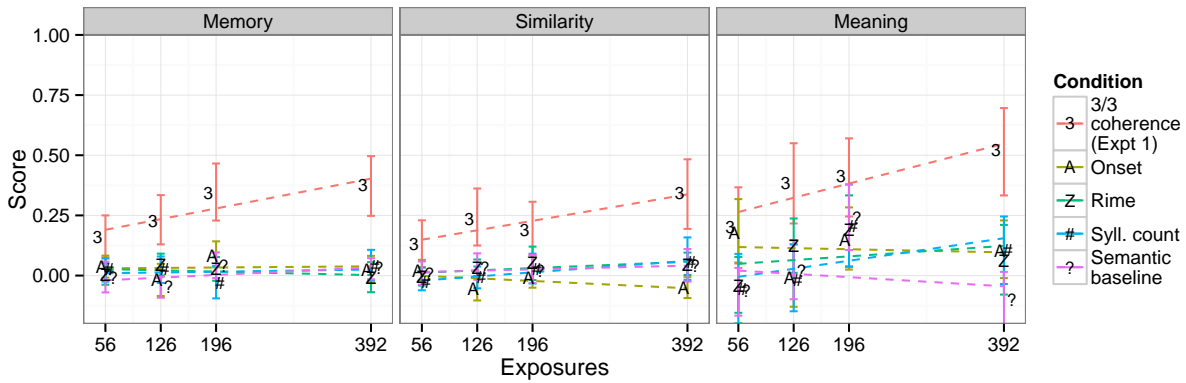 Memory Similarity Meaning
1.00
0.75
0.50
0.25
0.00
Score
56 126 196 392 56 126 196 392 56 126 196 392
Exposures
Condition
3 3/3
coherence
(Expt 1)
A Onset
Z Rime
# Syll. count
? Semantic
baseline